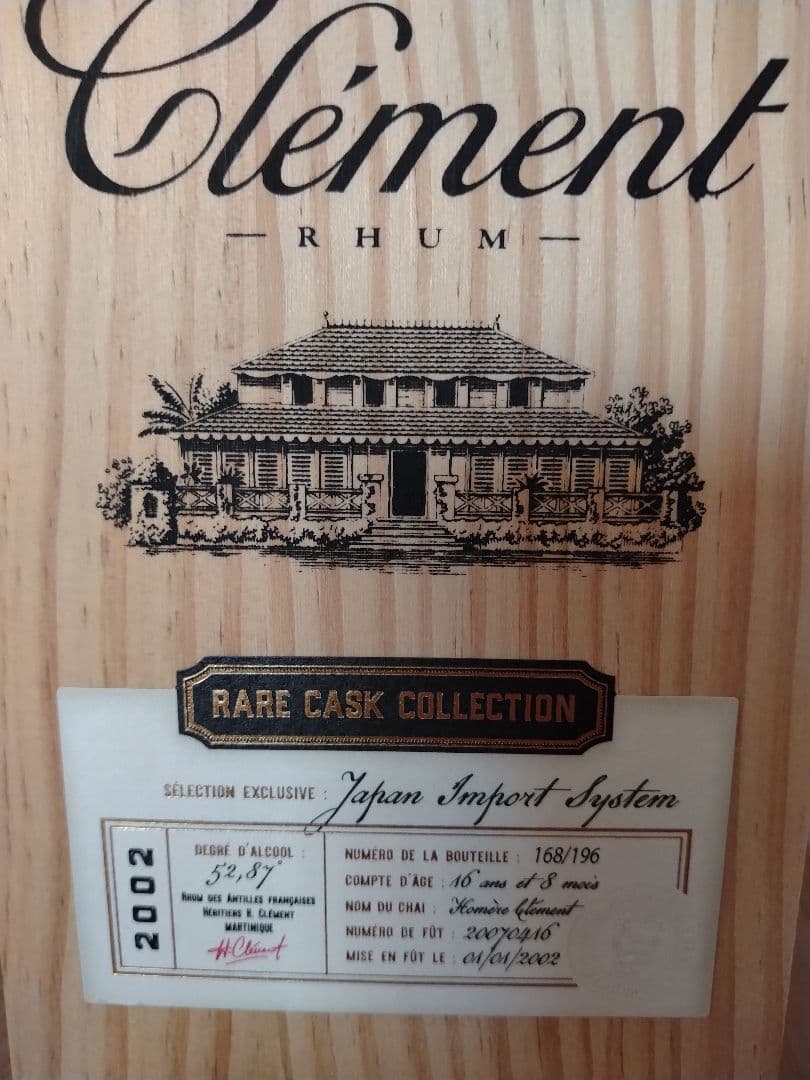 Clément
— RHUM —
RARE CASK COLLECTION
SÉLECTION EXCLUSIVE : Japan Import System
2002
DEGRÉ D'ALCOOL :
52,87°
RHUM DES ANTILLES FRANÇAISES
HÉRITIERS H. CLÉMENT
MARTINIQUE
H. Clément
NUMÉRO DE LA BOUTEILLE : 168/196
COMPTE D'ÂGE : 16 ans et 8 mois
NOM DU CHAI : Homère Clément
NUMÉRO DE FÛT : 20070416
MISE EN FÛT LE : 01/01/2002